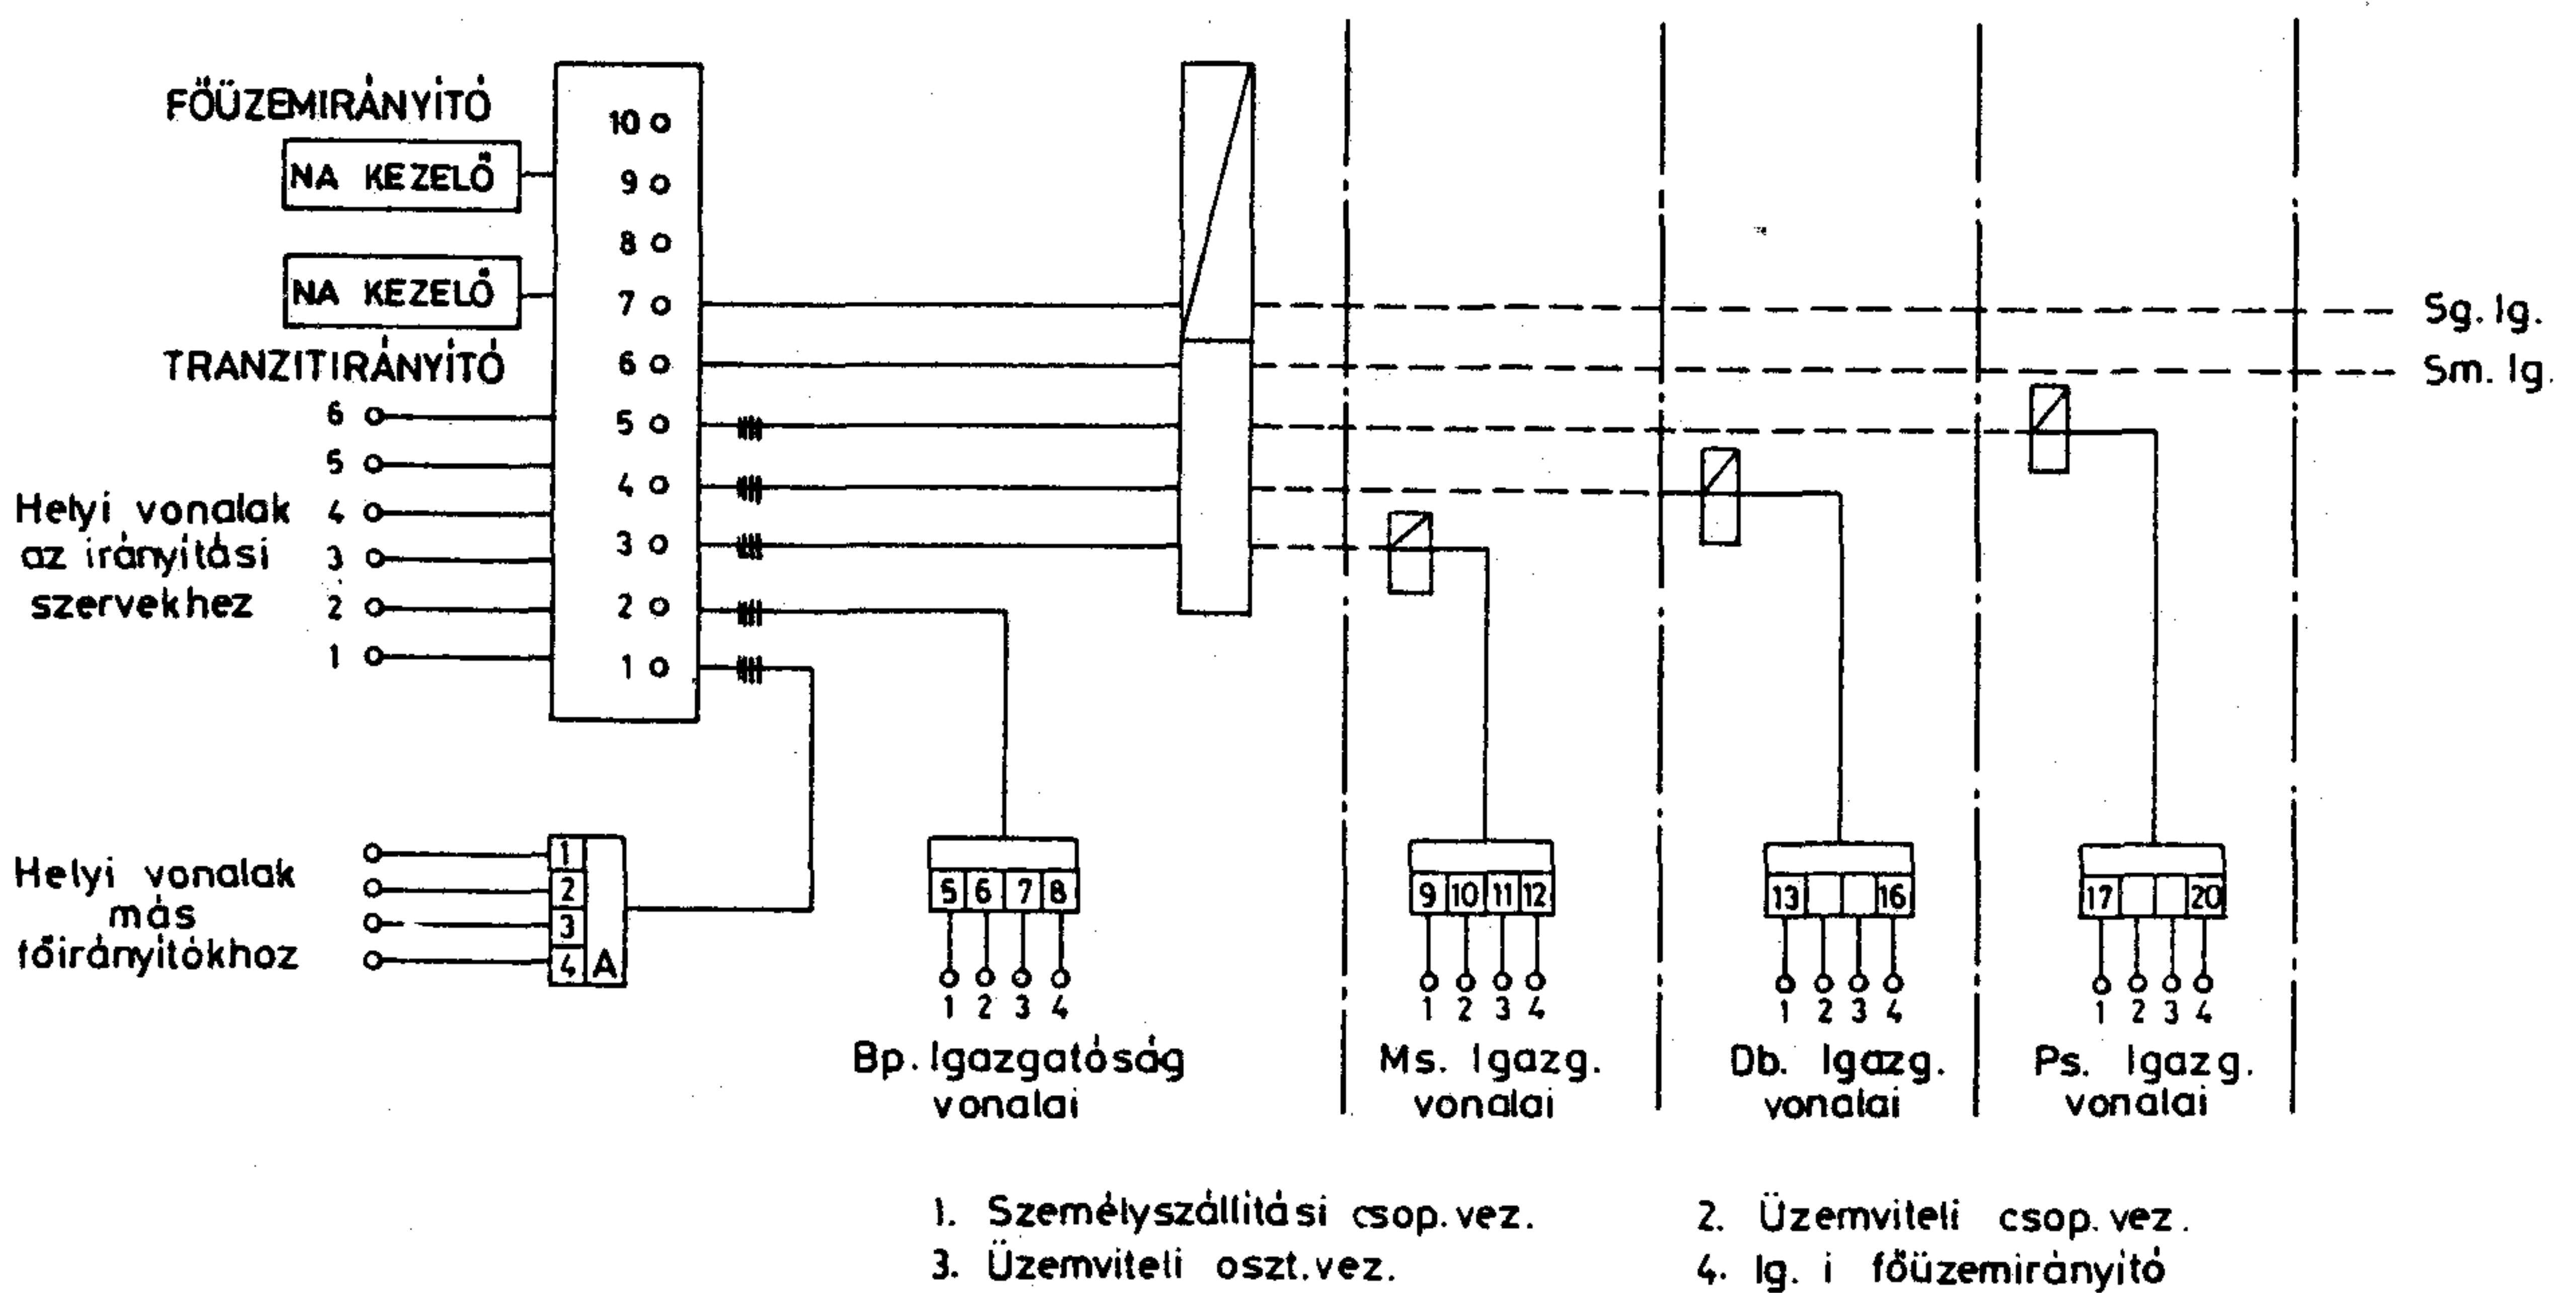 FŐÜZEMIRÁNYÍTÓ
NA KEZELŐ
NA KEZELŐ
TRANZITIRÁNYÍTÓ
6
5
4
3
2
1
Helyi vonalak
az irányítási
szervekhez
10
9
8
7
6
5
4
3
2
1
Sg. Ig.
Sm. Ig.
Helyi vonalak
más
főirányítókhoz
1
2
3
4 A
5 6 7 8
1 2 3 4
Bp. Igazgatóság
vonalai
9 10 11 12
1 2 3 4
Ms. Igazg.
vonalai
13 16
1 2 3 4
Db. Igazg.
vonalai
17 20
1 2 3 4
Ps. Igazg.
vonalai
1. Személyszállítási csop. vez.
2. Üzemviteli csop. vez.
3. Üzemviteli oszt. vez.
4. Ig. i főüzemirányító